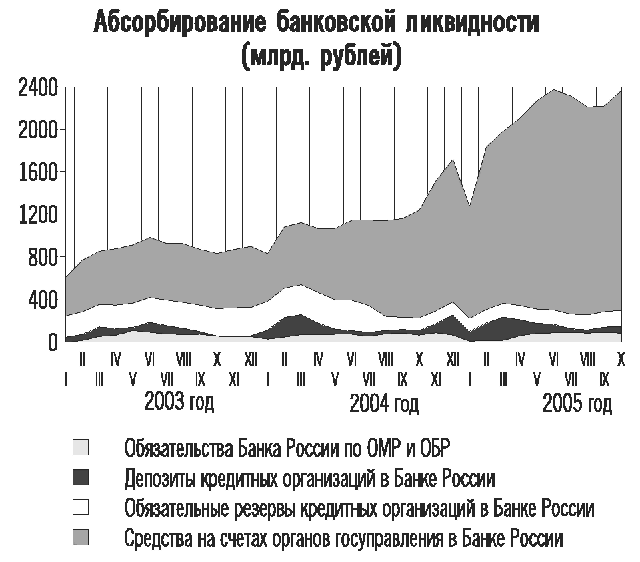 Абсорбирование банковской ликвидности
(млрд. рублей)
2400
2000
1600
1200
800
400
0
II IV VI VIII X XII II IV VI VIII X XII II IV VI VIII X
I III V VII IX XI I III V VII IX XI I III V VII IX
2003 год 2004 год 2005 год
Обязательства Банка России по ОМР и ОБР
Депозиты кредитных организаций в Банке России
Обязательные резервы кредитных организаций в Банке России
Средства на счетах органов госуправления в Банке России